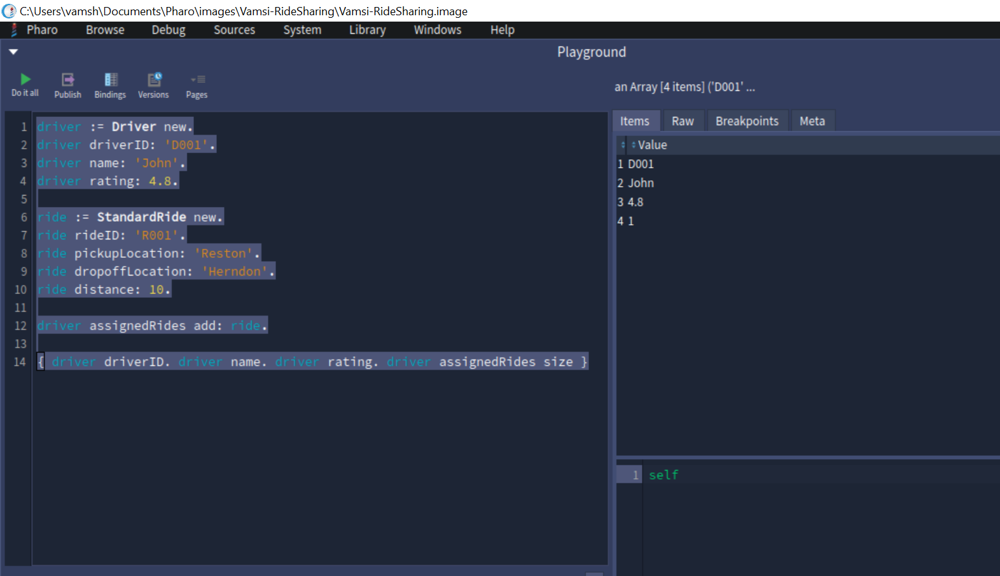 C:\Users\vamsh\Documents\Pharo\images\Vamsi-RideSharing\Vamsi-RideSharing.image
Pharo Browse Debug Sources System Library Windows Help
Playground
Do it all Publish Bindings Versions Pages
an Array [4 items] ('D001' ...
1 driver := Driver new.
2 driver driverID: 'D001'.
3 driver name: 'John'.
4 driver rating: 4.8.
5
6 ride := StandardRide new.
7 ride rideID: 'R001'.
8 ride pickupLocation: 'Reston'.
9 ride dropoffLocation: 'Herndon'.
10 ride distance: 10.
11
12 driver assignedRides add: ride.
13
14 { driver driverID. driver name. driver rating. driver assignedRides size }
Items Raw Breakpoints Meta
Value
1 D001
2 John
3 4.8
4 1
1 self